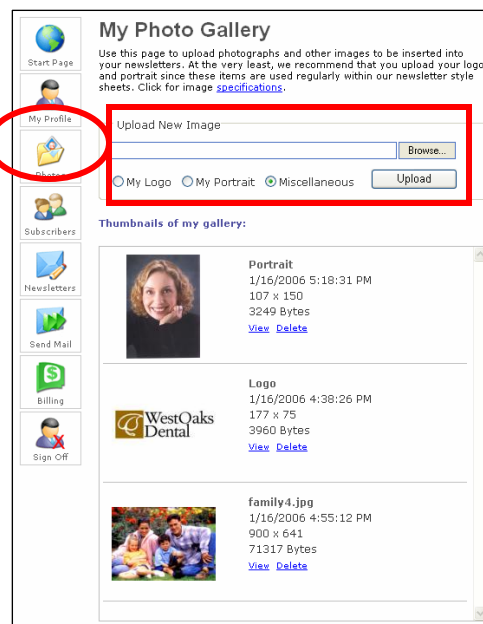 My Photo Gallery
Use this page to upload photographs and other images to be inserted into
your newsletters. At the very least, we recommend that you upload your logo
and portrait since these items are used regularly within our newsletter style
sheets. Click for image specifications.
Start Page
My Profile
Photos
Subscribers
Newsletters
Send Mail
Billing
Sign Off
Upload New Image
Browse...
My Logo My Portrait Miscellaneous Upload
Thumbnails of my gallery:
Portrait
1/16/2006 5:18:31 PM
107 x 150
3249 Bytes
View Delete
WestOaks
Dental
Logo
1/16/2006 4:38:26 PM
177 x 75
3960 Bytes
View Delete
family4.jpg
1/16/2006 4:55:12 PM
900 x 641
71317 Bytes
View Delete